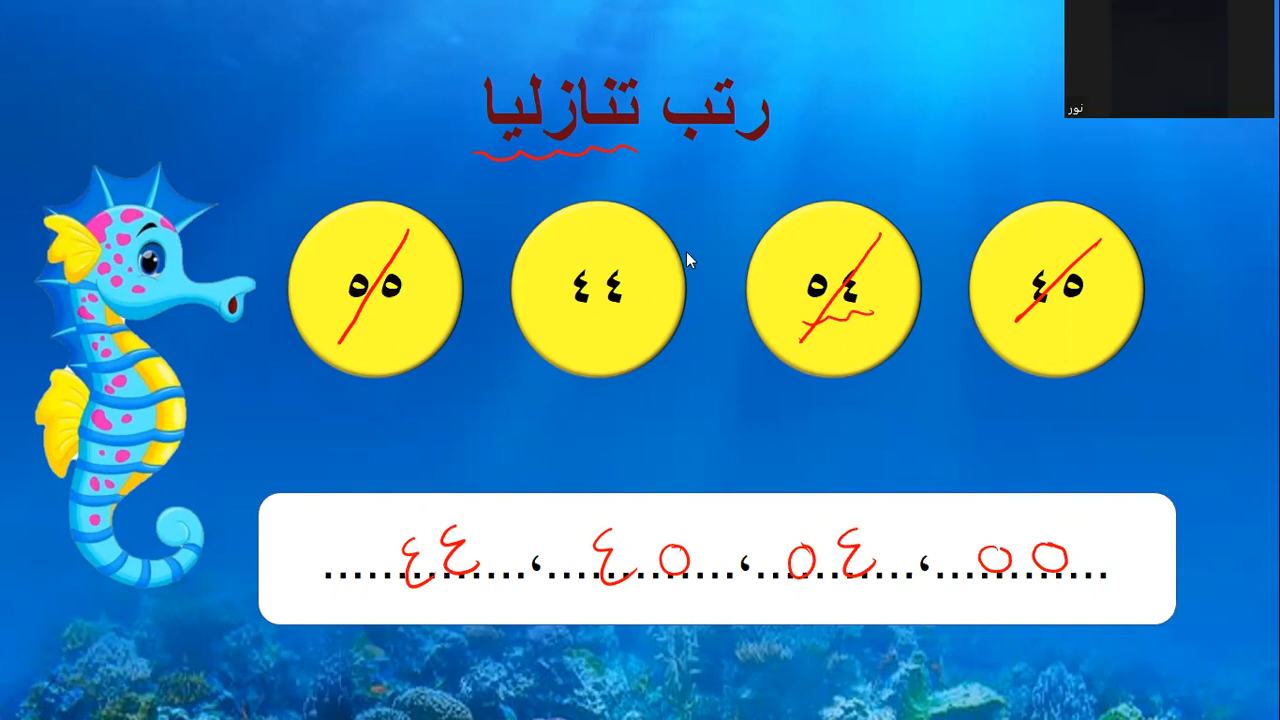 نور
رتب تنازليا
٤٥ ٥٤ ٤٤ ٥٥
٥٥ ، ٥٤ ، ٤٥ ، ٤٤